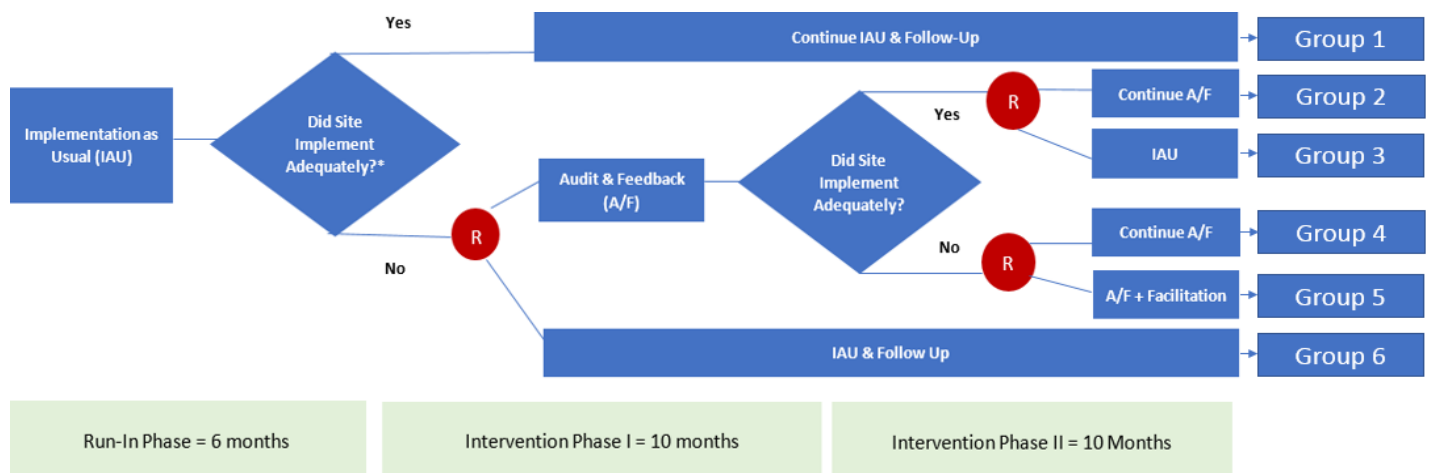 Yes
Continue IAU & Follow-Up
Group 1
Implementation as
Usual (IAU)
Did Site
Implement
Adequately?*
R
Continue A/F
Group 2
Yes
IAU
Group 3
Audit & Feedback
(A/F)
Did Site
Implement
Adequately?
R
No
No
R
Continue A/F
Group 4
A/F + Facilitation
Group 5
IAU & Follow Up
Group 6
Run-In Phase = 6 months
Intervention Phase I = 10 months
Intervention Phase II = 10 Months